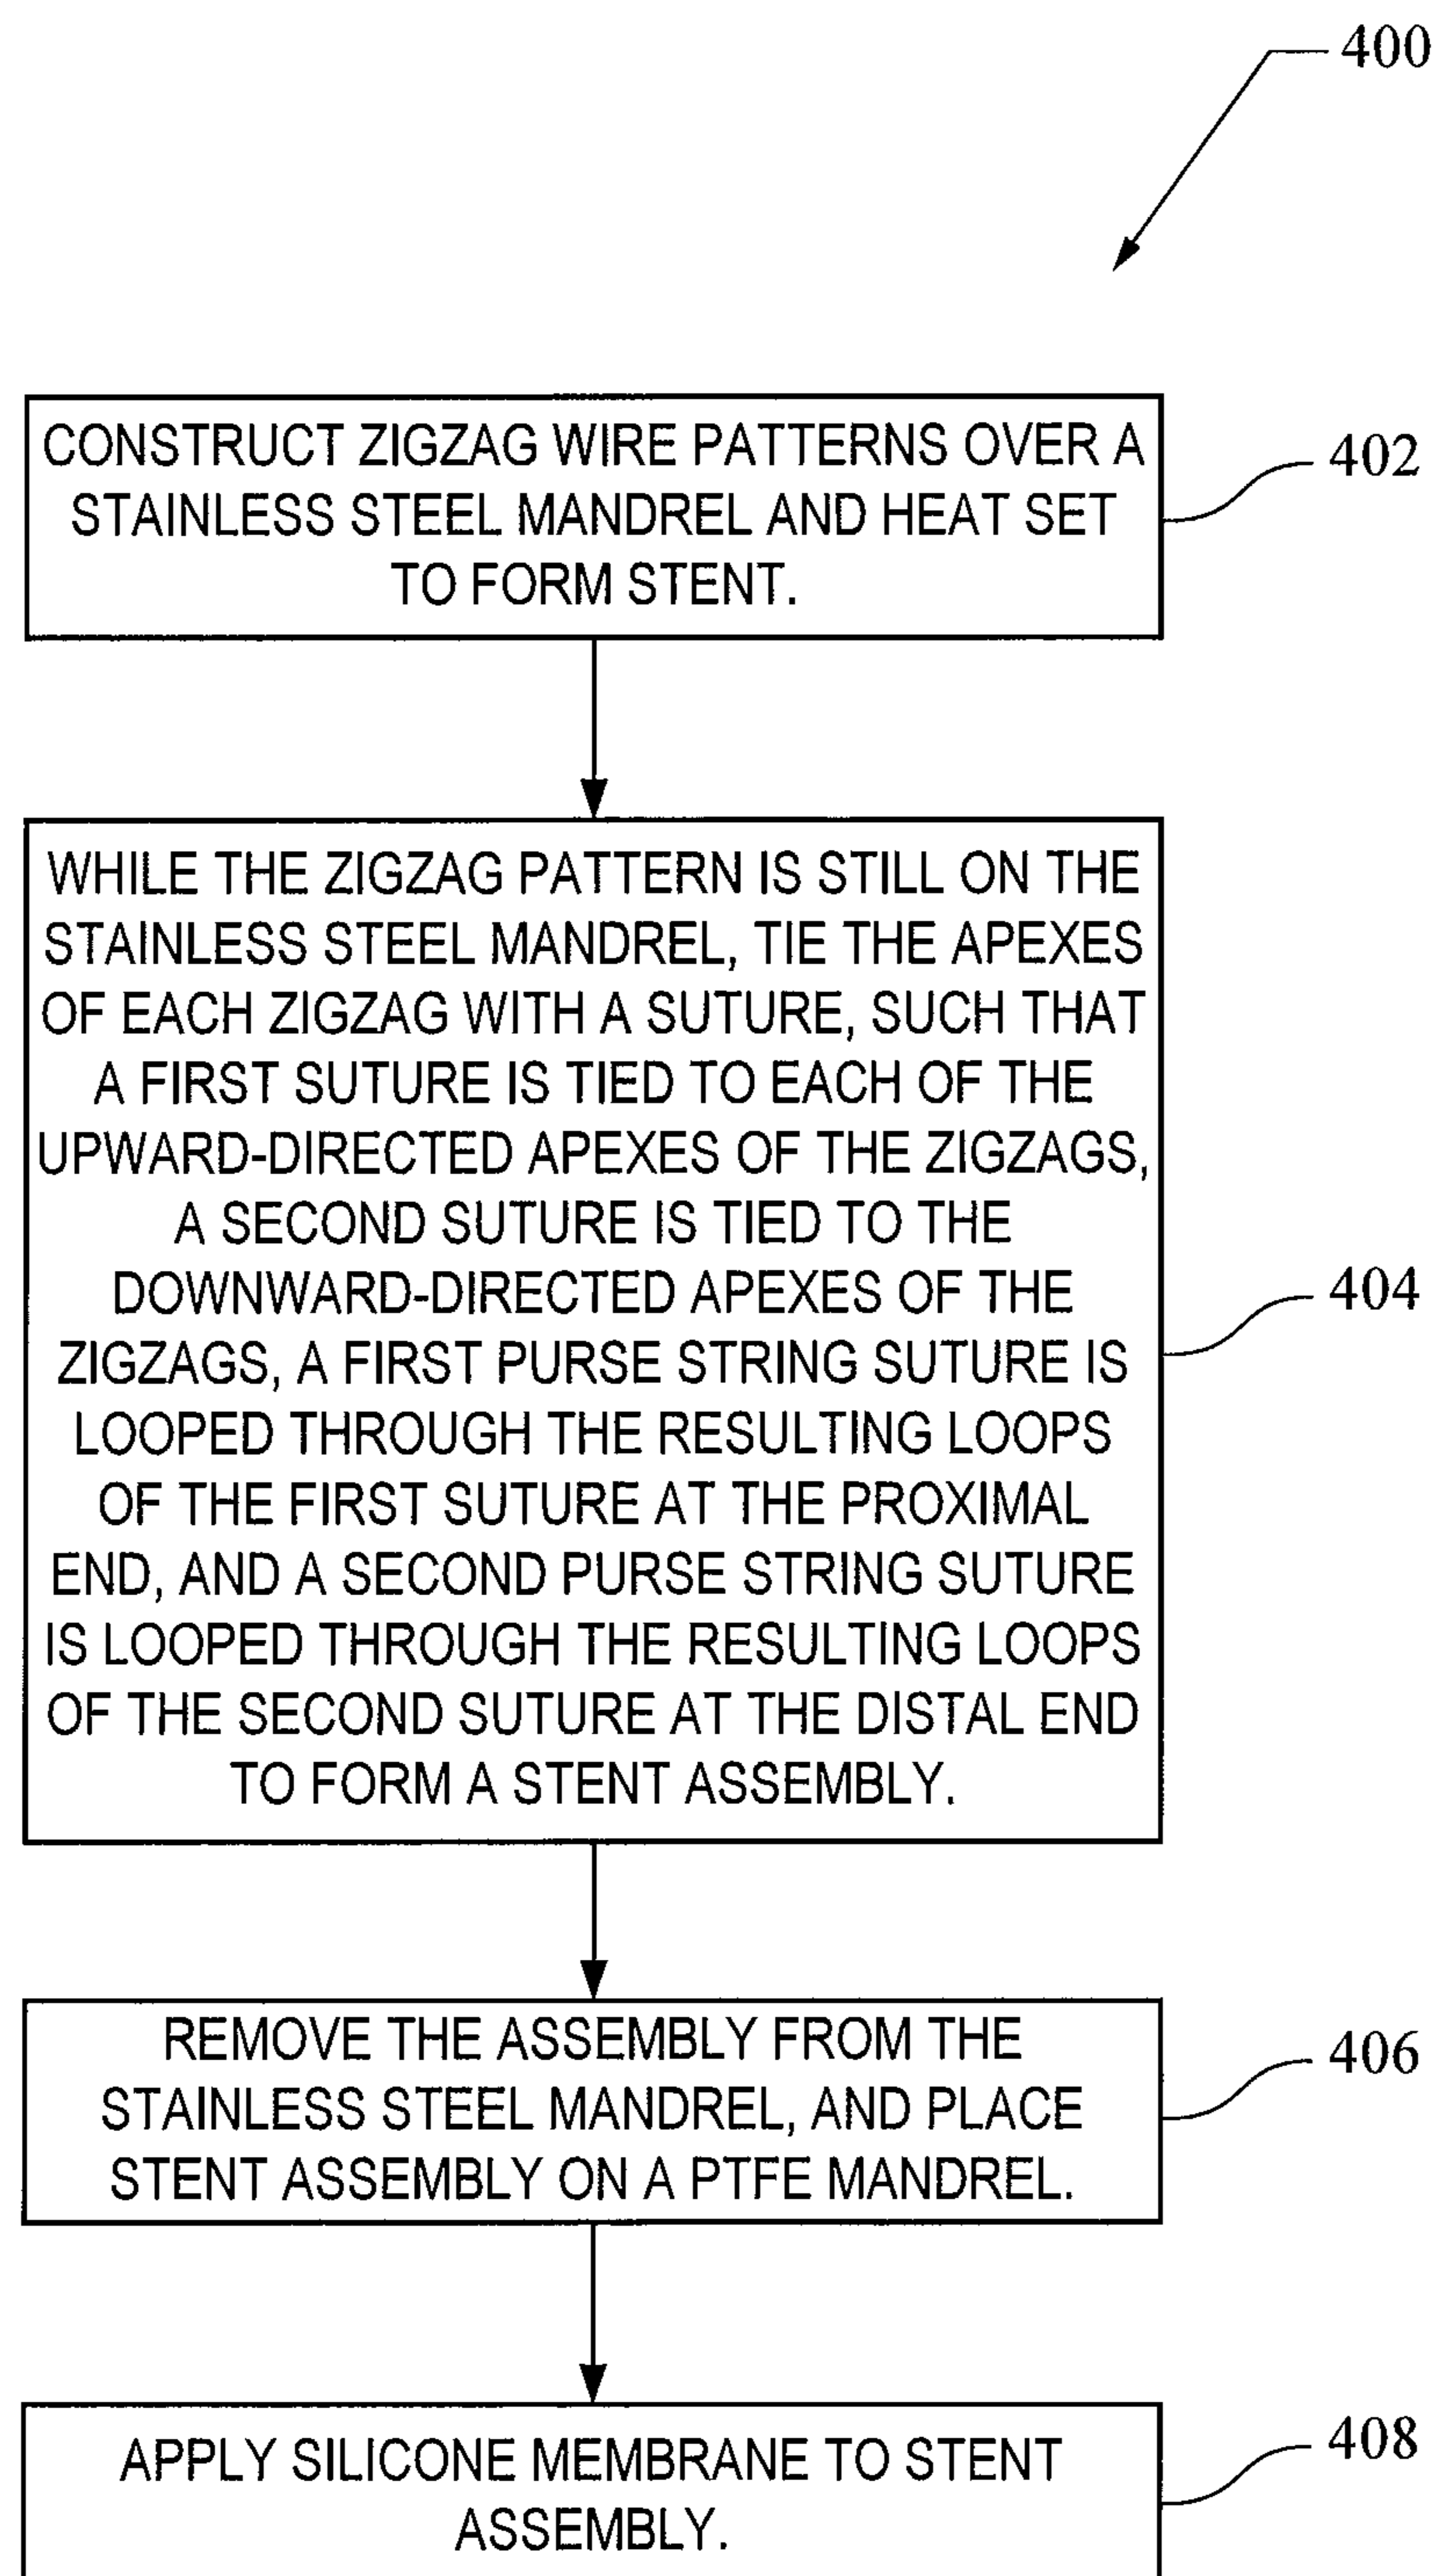 400
CONSTRUCT ZIGZAG WIRE PATTERNS OVER A
STAINLESS STEEL MANDREL AND HEAT SET
TO FORM STENT.
402
WHILE THE ZIGZAG PATTERN IS STILL ON THE
STAINLESS STEEL MANDREL, TIE THE APEXES
OF EACH ZIGZAG WITH A SUTURE, SUCH THAT
A FIRST SUTURE IS TIED TO EACH OF THE
UPWARD-DIRECTED APEXES OF THE ZIGZAGS,
A SECOND SUTURE IS TIED TO THE
DOWNWARD-DIRECTED APEXES OF THE
ZIGZAGS, A FIRST PURSE STRING SUTURE IS
LOOPED THROUGH THE RESULTING LOOPS
OF THE FIRST SUTURE AT THE PROXIMAL
END, AND A SECOND PURSE STRING SUTURE
IS LOOPED THROUGH THE RESULTING LOOPS
OF THE SECOND SUTURE AT THE DISTAL END
TO FORM A STENT ASSEMBLY.
404
REMOVE THE ASSEMBLY FROM THE
STAINLESS STEEL MANDREL, AND PLACE
STENT ASSEMBLY ON A PTFE MANDREL.
406
APPLY SILICONE MEMBRANE TO STENT
ASSEMBLY.
408